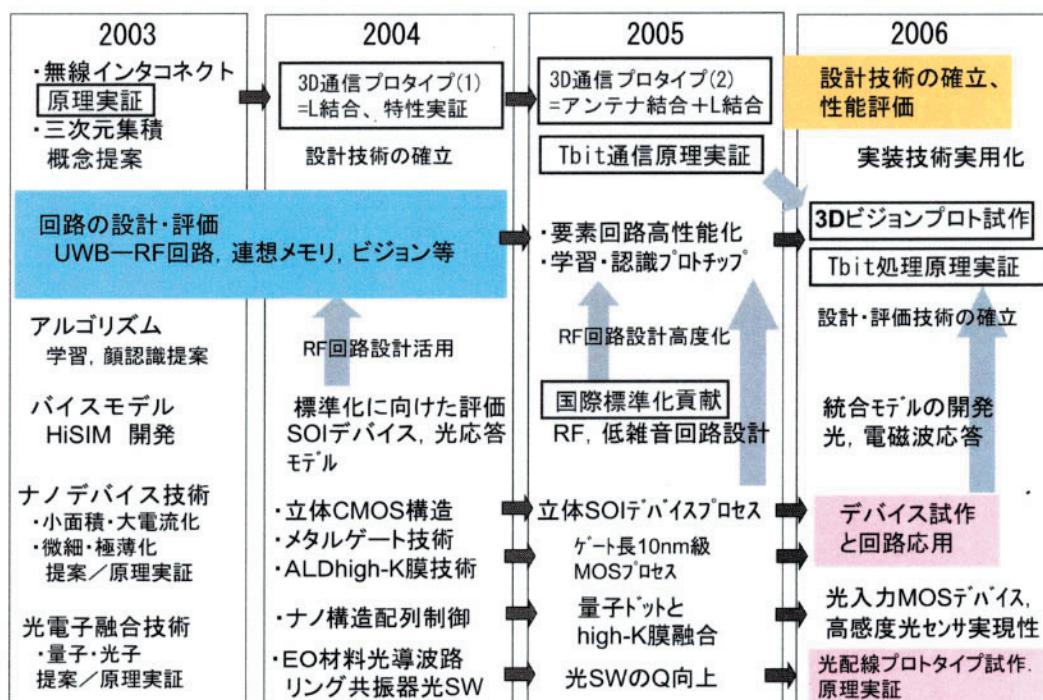 2003
・無線インタコネクト
原理実証
・三次元集積
概念提案
回路の設計・評価
UWB―RF回路, 連想メモリ, ビジョン等
アルゴリズム
学習, 顔認識提案
バイスモデル
HiSIM 開発
ナノデバイス技術
・小面積・大電流化
・微細・極薄化
提案／原理実証
光電子融合技術
・量子・光子
提案／原理実証
2004
3D通信プロタイプ(1)
=L結合、特性実証
設計技術の確立
RF回路設計活用
標準化に向けた評価
SOIデバイス, 光応答
モデル
・立体CMOS構造
・メタルゲート技術
・ALDhigh-K膜技術
・ナノ構造配列制御
・EO材料光導波路
リング共振器光SW
2005
3D通信プロタイプ(2)
=アンテナ結合＋L結合
Tbit通信原理実証
・要素回路高性能化
・学習・認識プロトチップ
RF回路設計高度化
国際標準化貢献
RF, 低雑音回路設計
立体SOIデバイスプロセス
ゲート長10nm級
MOSプロセス
量子ドットと
high-K膜融合
光SWのQ向上
2006
設計技術の確立、
性能評価
実装技術実用化
3Dビジョンプロト試作
Tbit処理原理実証
設計・評価技術の確立
統合モデルの開発
光, 電磁波応答
デバイス試作
と回路応用
光入力MOSデバイス,
高感度光センサ実現性
光配線プロトタイプ試作.
原理実証